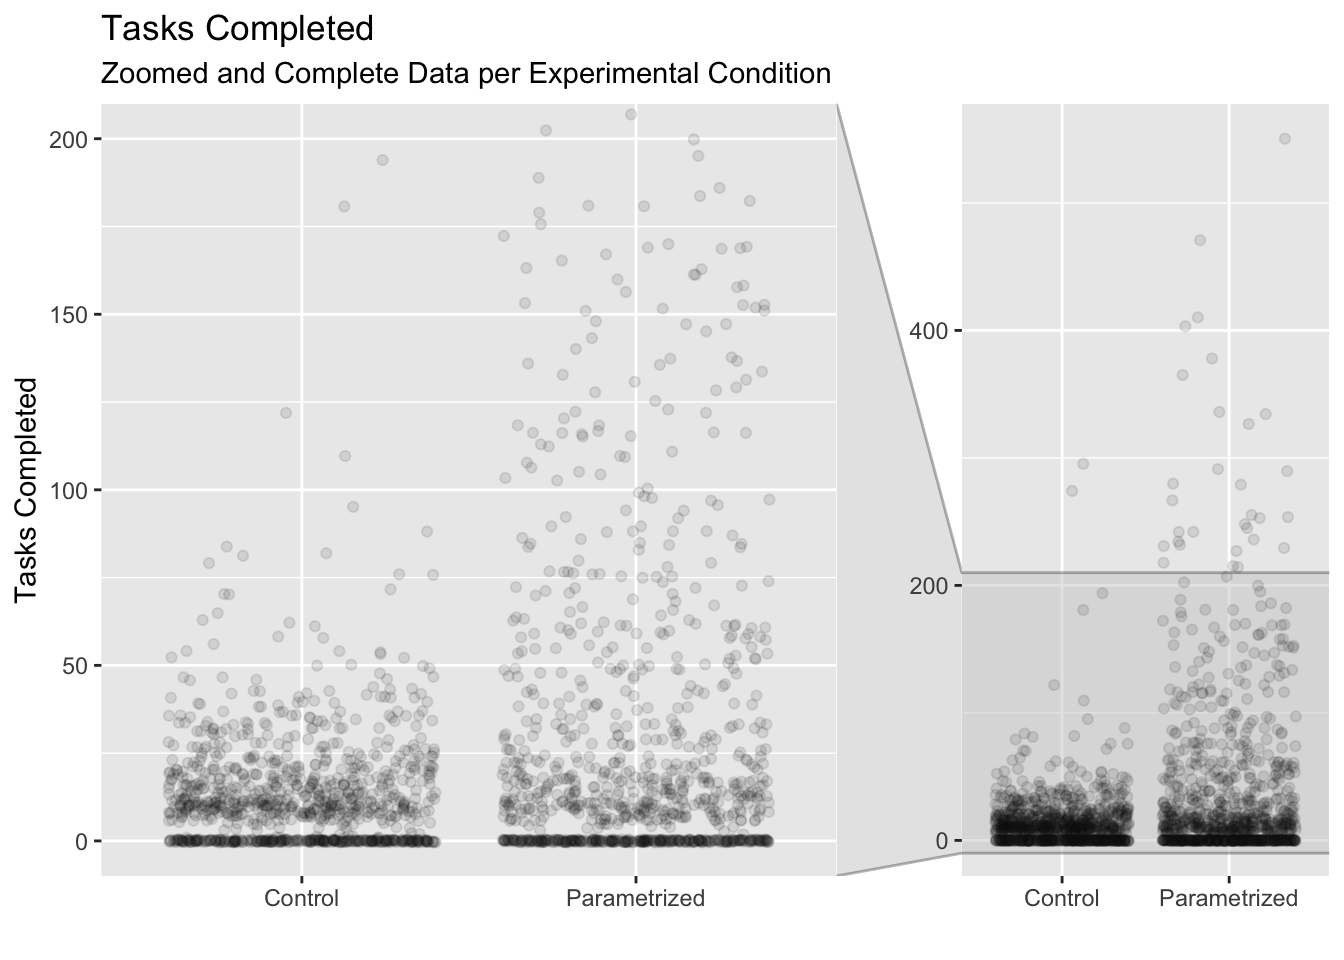 Tasks Completed
Zoomed and Complete Data per Experimental Condition
Tasks Completed
200
150
100
50
0
Control Parametrized
400
200
0
Control Parametrized